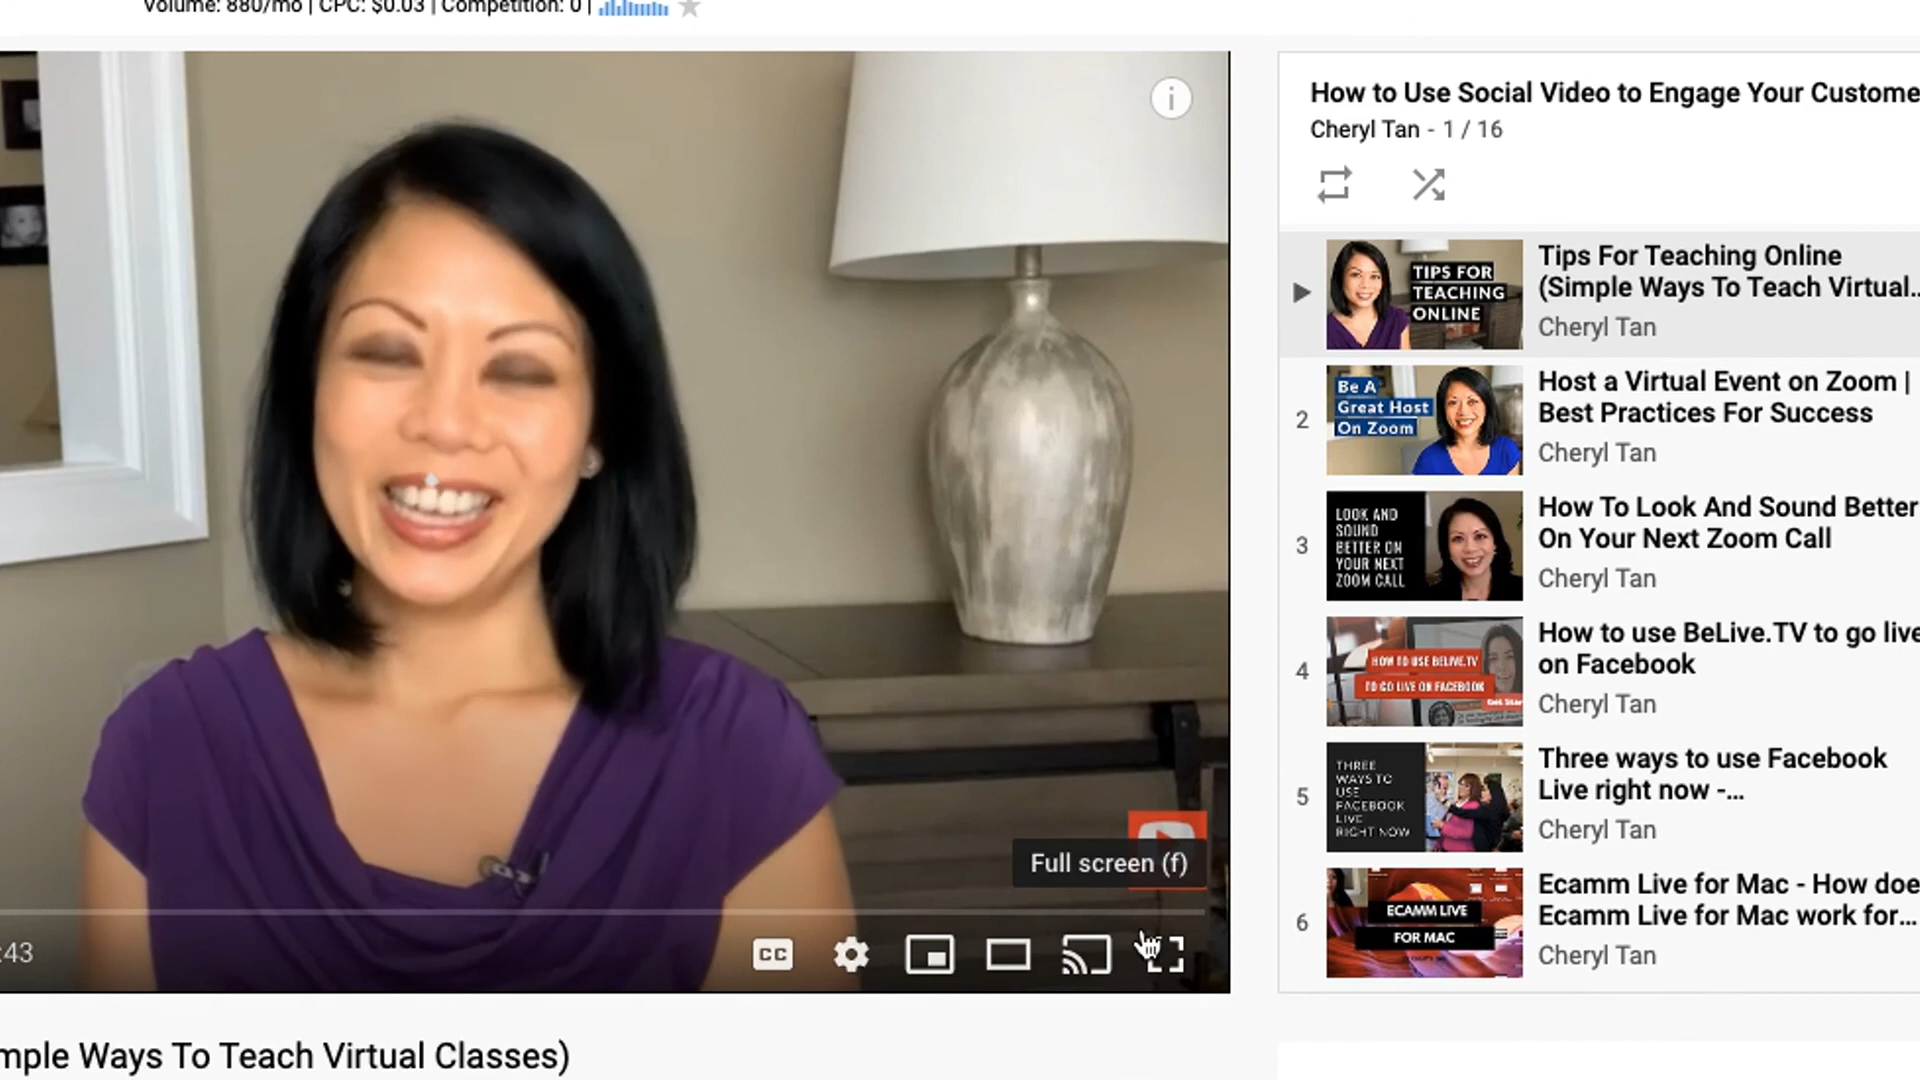 Volume: 880/mo | CPC: $0.03 | Competition: 0 |
How to Use Social Video to Engage Your Custome
Cheryl Tan - 1 / 16
TIPS FOR
TEACHING
ONLINE
Tips For Teaching Online
(Simple Ways To Teach Virtual...
Cheryl Tan
2
Be A
Great Host
On Zoom
Host a Virtual Event on Zoom |
Best Practices For Success
Cheryl Tan
3
LOOK AND
SOUND
BETTER ON
YOUR NEXT
ZOOM CALL
How To Look And Sound Better
On Your Next Zoom Call
Cheryl Tan
4
HOW TO USE BELIVE.TV
TO GO LIVE ON FACEBOOK
How to use BeLive.TV to go live
on Facebook
Cheryl Tan
5
THREE
WAYS TO
USE
FACEBOOK
LIVE
RIGHT NOW
Three ways to use Facebook
Live right now -...
Cheryl Tan
6
ECAMM LIVE
FOR MAC
Ecamm Live for Mac - How doe
Ecamm Live for Mac work for...
Cheryl Tan
Full screen (f)
:43
CC
mple Ways To Teach Virtual Classes)